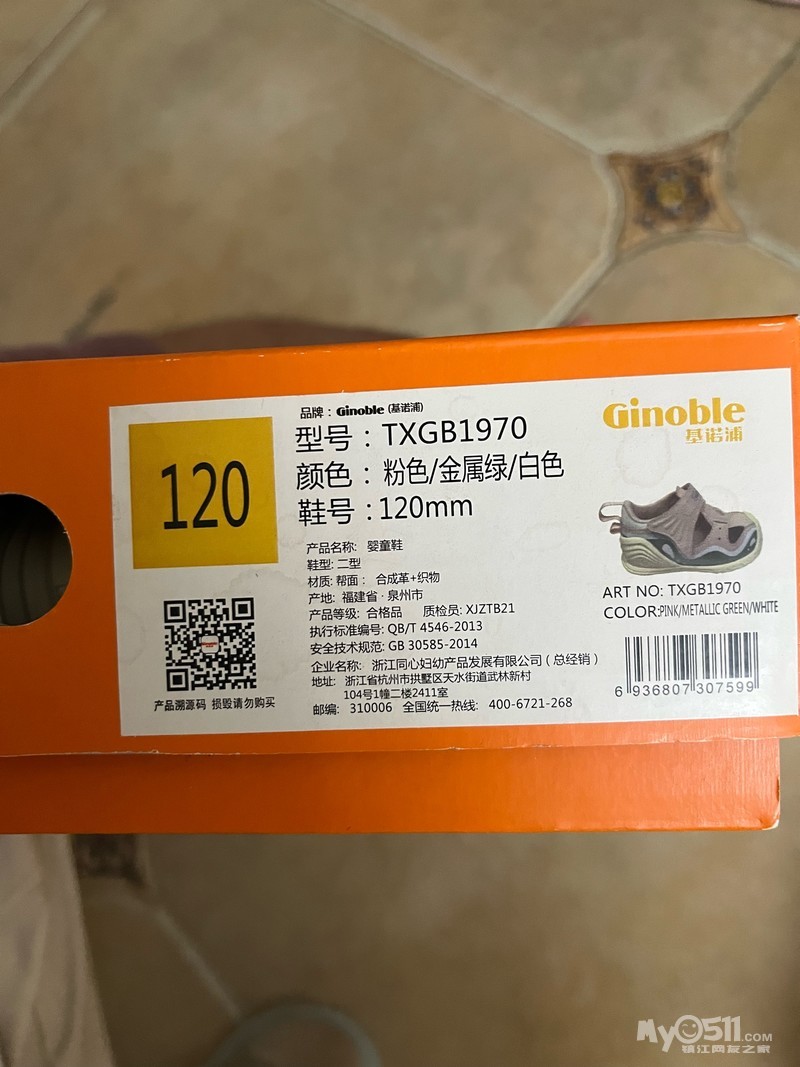 120
品牌：Ginoble (基诺浦)
型号：TXGB1970
颜色：粉色/金属绿/白色
鞋号：120mm
产品名称: 婴童鞋
鞋型: 二型
材质: 帮面： 合成革+织物
产地: 福建省·泉州市
产品等级: 合格品 质检员: XJZTB21
执行标准编号: QB/T 4546-2013
安全技术规范: GB 30585-2014
企业名称: 浙江同心妇幼产品发展有限公司（总经销）
地址: 浙江省杭州市拱墅区天水街道武林新村
104号1幢二楼2411室
邮编: 310006 全国统一热线: 400-6721-268
产品溯源码 损毁请勿购买
Ginoble
基诺浦
ART NO: TXGB1970
COLOR:PINK/METALLIC GREEN/WHITE
6 936807 307599
My0511.COM
镇江网友之家